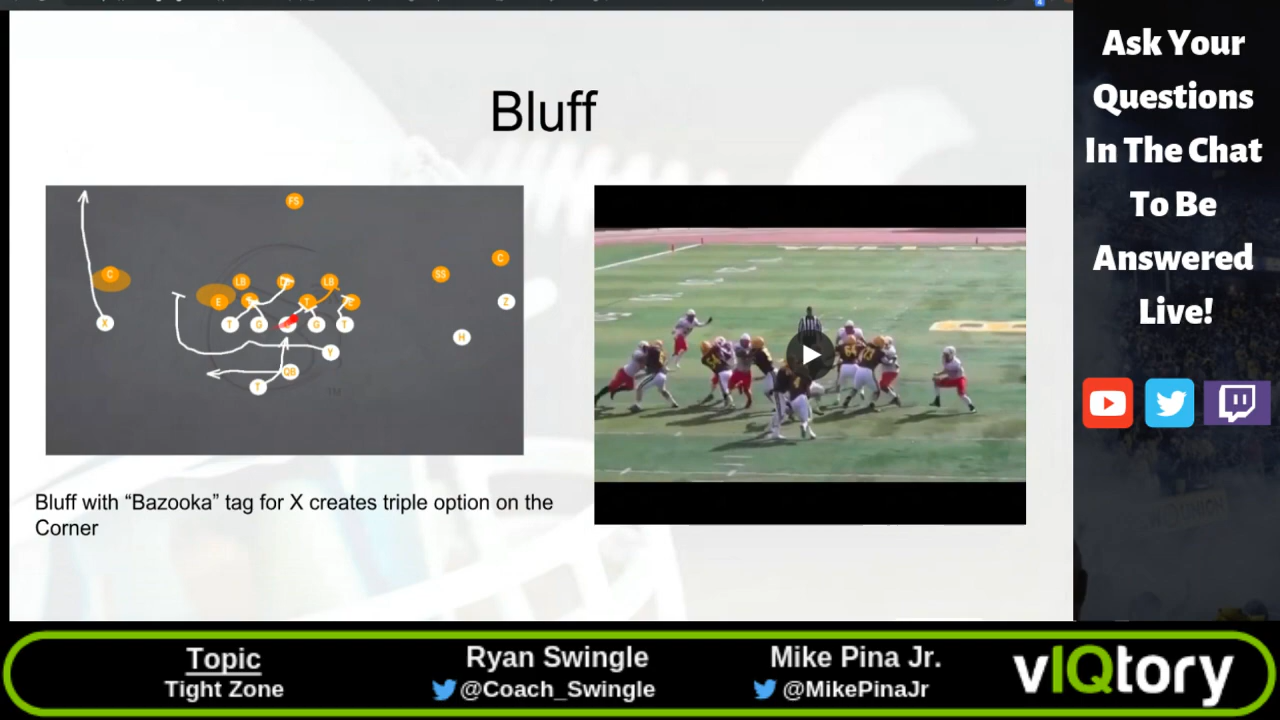 Bluff
FS
C
C
SS
LB
LB
E
T
Z
X
T
G
G
T
H
Y
QB
T
TM
Bluff with “Bazooka” tag for X creates triple option on the
Corner
Ask Your
Questions
In The Chat
To Be
Answered
Live!
Topic
Tight Zone
Ryan Swingle
@Coach_Swingle
Mike Pina Jr.
@MikePinaJr
vIQtory